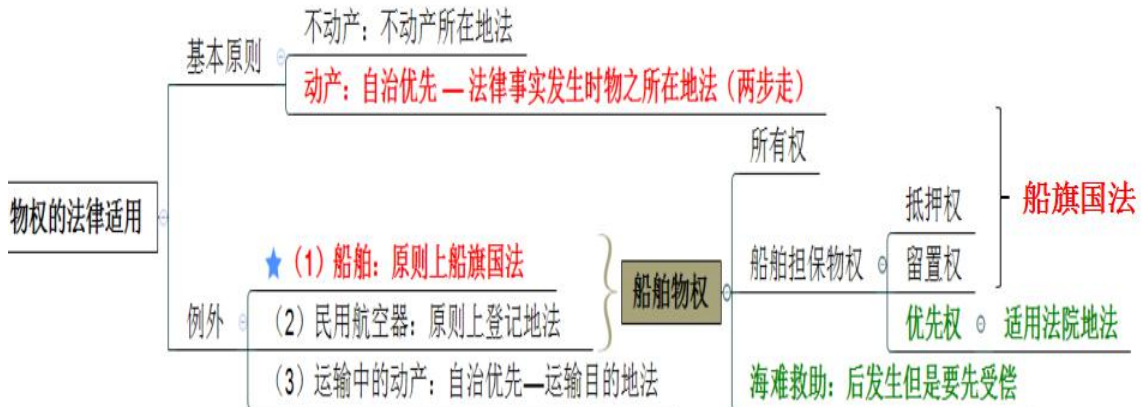 物权的法律适用
基本原则
不动产：不动产所在地法
动产：自治优先 — 法律事实发生时物之所在地法（两步走）
例外
（1）船舶：原则上船旗国法
（2）民用航空器：原则上登记地法
（3）运输中的动产：自治优先—运输目的地法
船舶物权
所有权
船舶担保物权
抵押权
留置权
优先权
适用法院地法
海难救助：后发生但是要先受偿
船旗国法